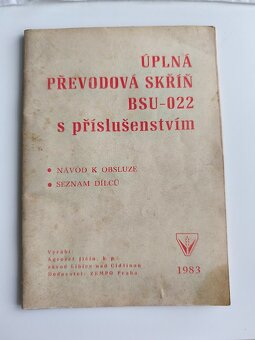 ÚPLNÁ
PŘEVODOVÁ SKŘÍŇ
BSU-022
s příslušenstvím
• NÁVOD K OBSLUZE
• SEZNAM DÍLCŮ
Vyrábí:
Agrozet Jičín, k. p.
závod Libice nad Cidlinou
Dodavatel: ZEMPO Praha
1983